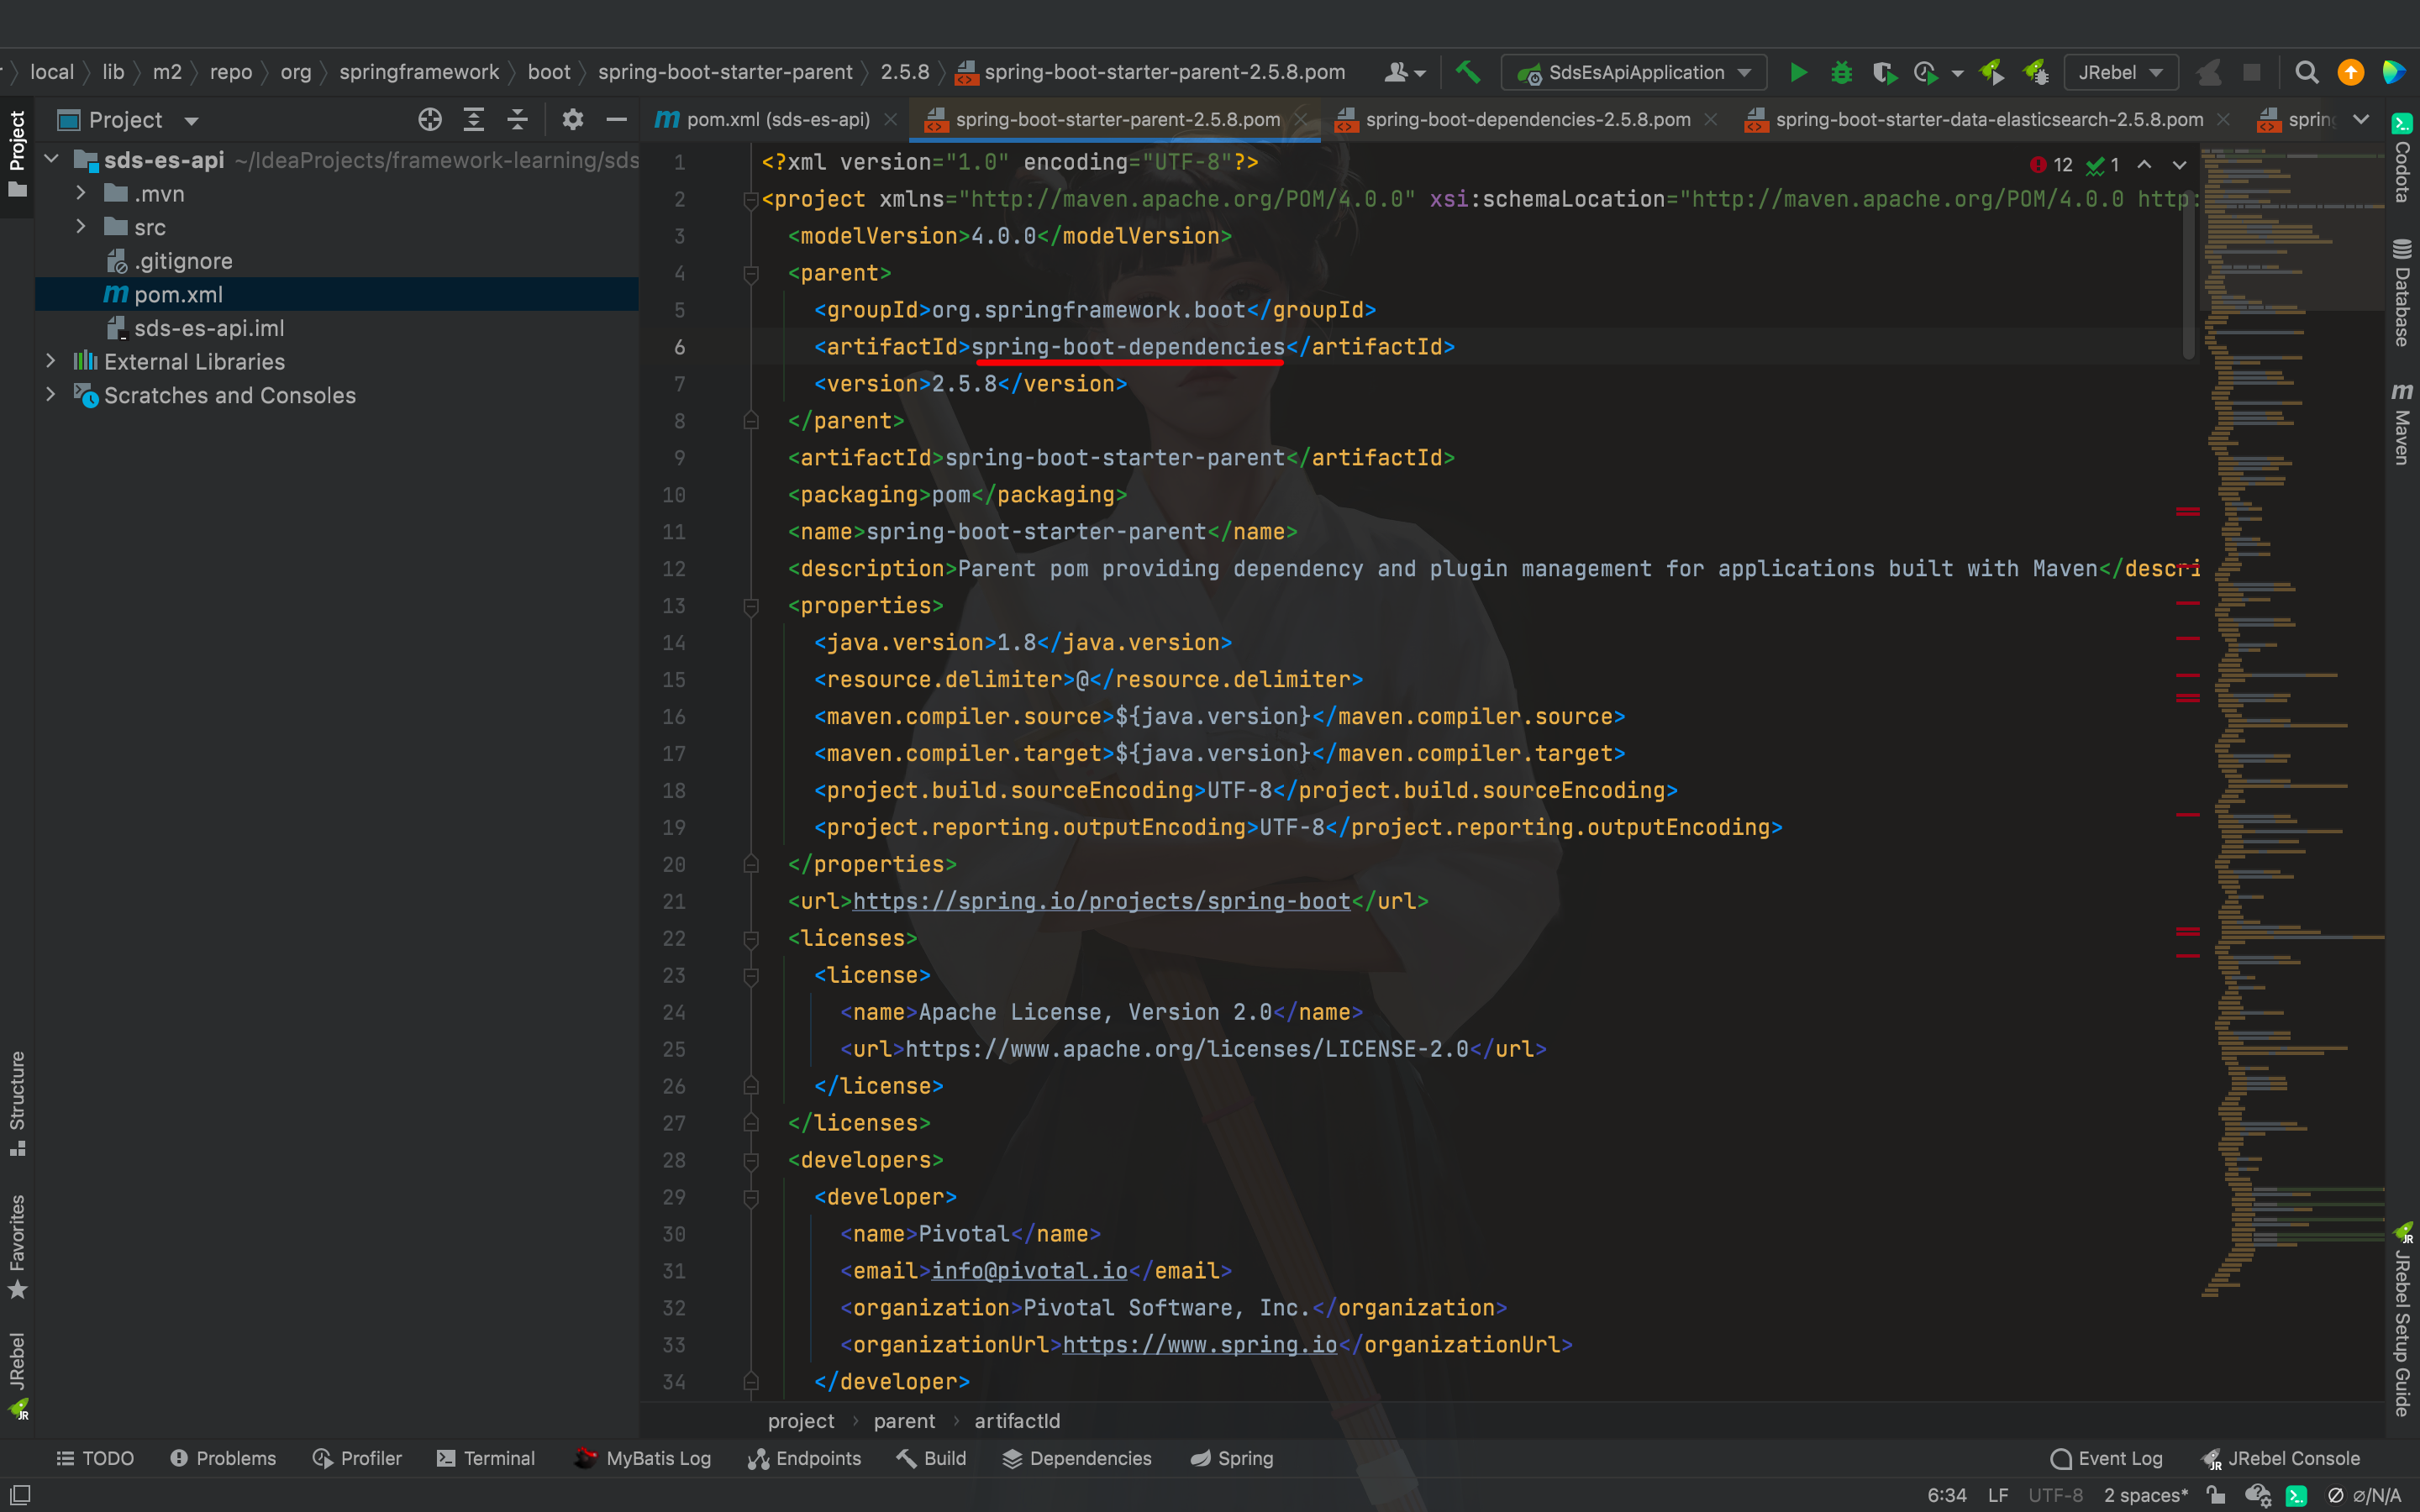 local lib m2 repo org springframework boot spring-boot-starter-parent 2.5.8 spring-boot-starter-parent-2.5.8.pom SdsEsApiApplication JRebel
Project
pom.xml (sds-es-api) spring-boot-starter-parent-2.5.8.pom spring-boot-dependencies-2.5.8.pom spring-boot-starter-data-elasticsearch-2.5.8.pom spring
Project
sds-es-api ~/IdeaProjects/framework-learning/sds
.mvn
src
.gitignore
pom.xml
sds-es-api.iml
External Libraries
Scratches and Consoles
12 1
1 <?xml version="1.0" encoding="UTF-8"?>
2 <project xmlns="http://maven.apache.org/POM/4.0.0" xsi:schemaLocation="http://maven.apache.org/POM/4.0.0 http:
3 <modelVersion>4.0.0</modelVersion>
4 <parent>
5 <groupId>org.springframework.boot</groupId>
6 <artifactId>spring-boot-dependencies</artifactId>
7 <version>2.5.8</version>
8 </parent>
9 <artifactId>spring-boot-starter-parent</artifactId>
10 <packaging>pom</packaging>
11 <name>spring-boot-starter-parent</name>
12 <description>Parent pom providing dependency and plugin management for applications built with Maven</descri
13 <properties>
14 <java.version>1.8</java.version>
15 <resource.delimiter>@</resource.delimiter>
16 <maven.compiler.source>${java.version}</maven.compiler.source>
17 <maven.compiler.target>${java.version}</maven.compiler.target>
18 <project.build.sourceEncoding>UTF-8</project.build.sourceEncoding>
19 <project.reporting.outputEncoding>UTF-8</project.reporting.outputEncoding>
20 </properties>
21 <url>https://spring.io/projects/spring-boot</url>
22 <licenses>
23 <license>
24 <name>Apache License, Version 2.0</name>
25 <url>https://www.apache.org/licenses/LICENSE-2.0</url>
26 </license>
27 </licenses>
28 <developers>
29 <developer>
30 <name>Pivotal</name>
31 <email>info@pivotal.io</email>
32 <organization>Pivotal Software, Inc.</organization>
33 <organizationUrl>https://www.spring.io</organizationUrl>
34 </developer>
project parent artifactId
Structure
Favorites
JRebel
Codota
Database
Maven
JRebel Setup Guide
TODO Problems Profiler Terminal MyBatis Log Endpoints Build Dependencies Spring Event Log JRebel Console
6:34 LF UTF-8 2 spaces* ∅/N/A